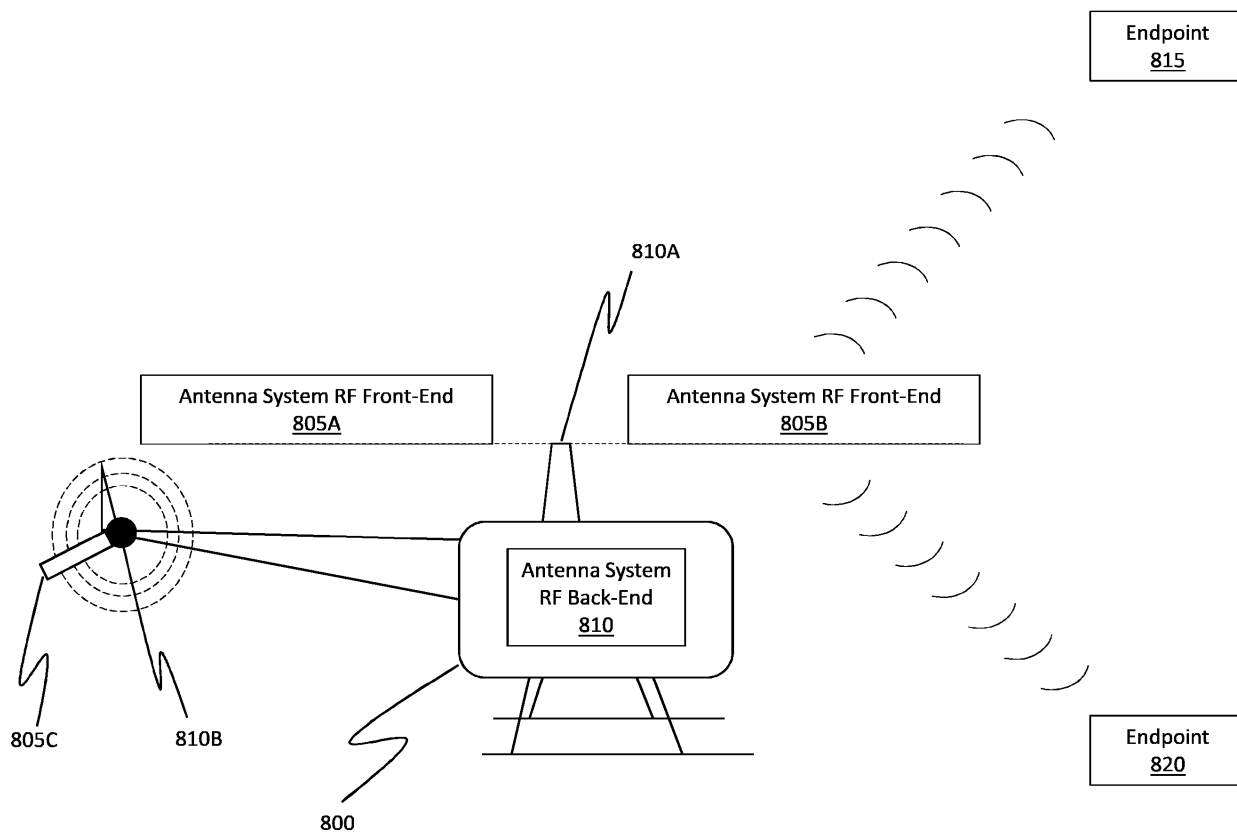 Endpoint
815
810A
Antenna System RF Front-End
805A
Antenna System RF Front-End
805B
Antenna System
RF Back-End
810
805C
810B
800
Endpoint
820